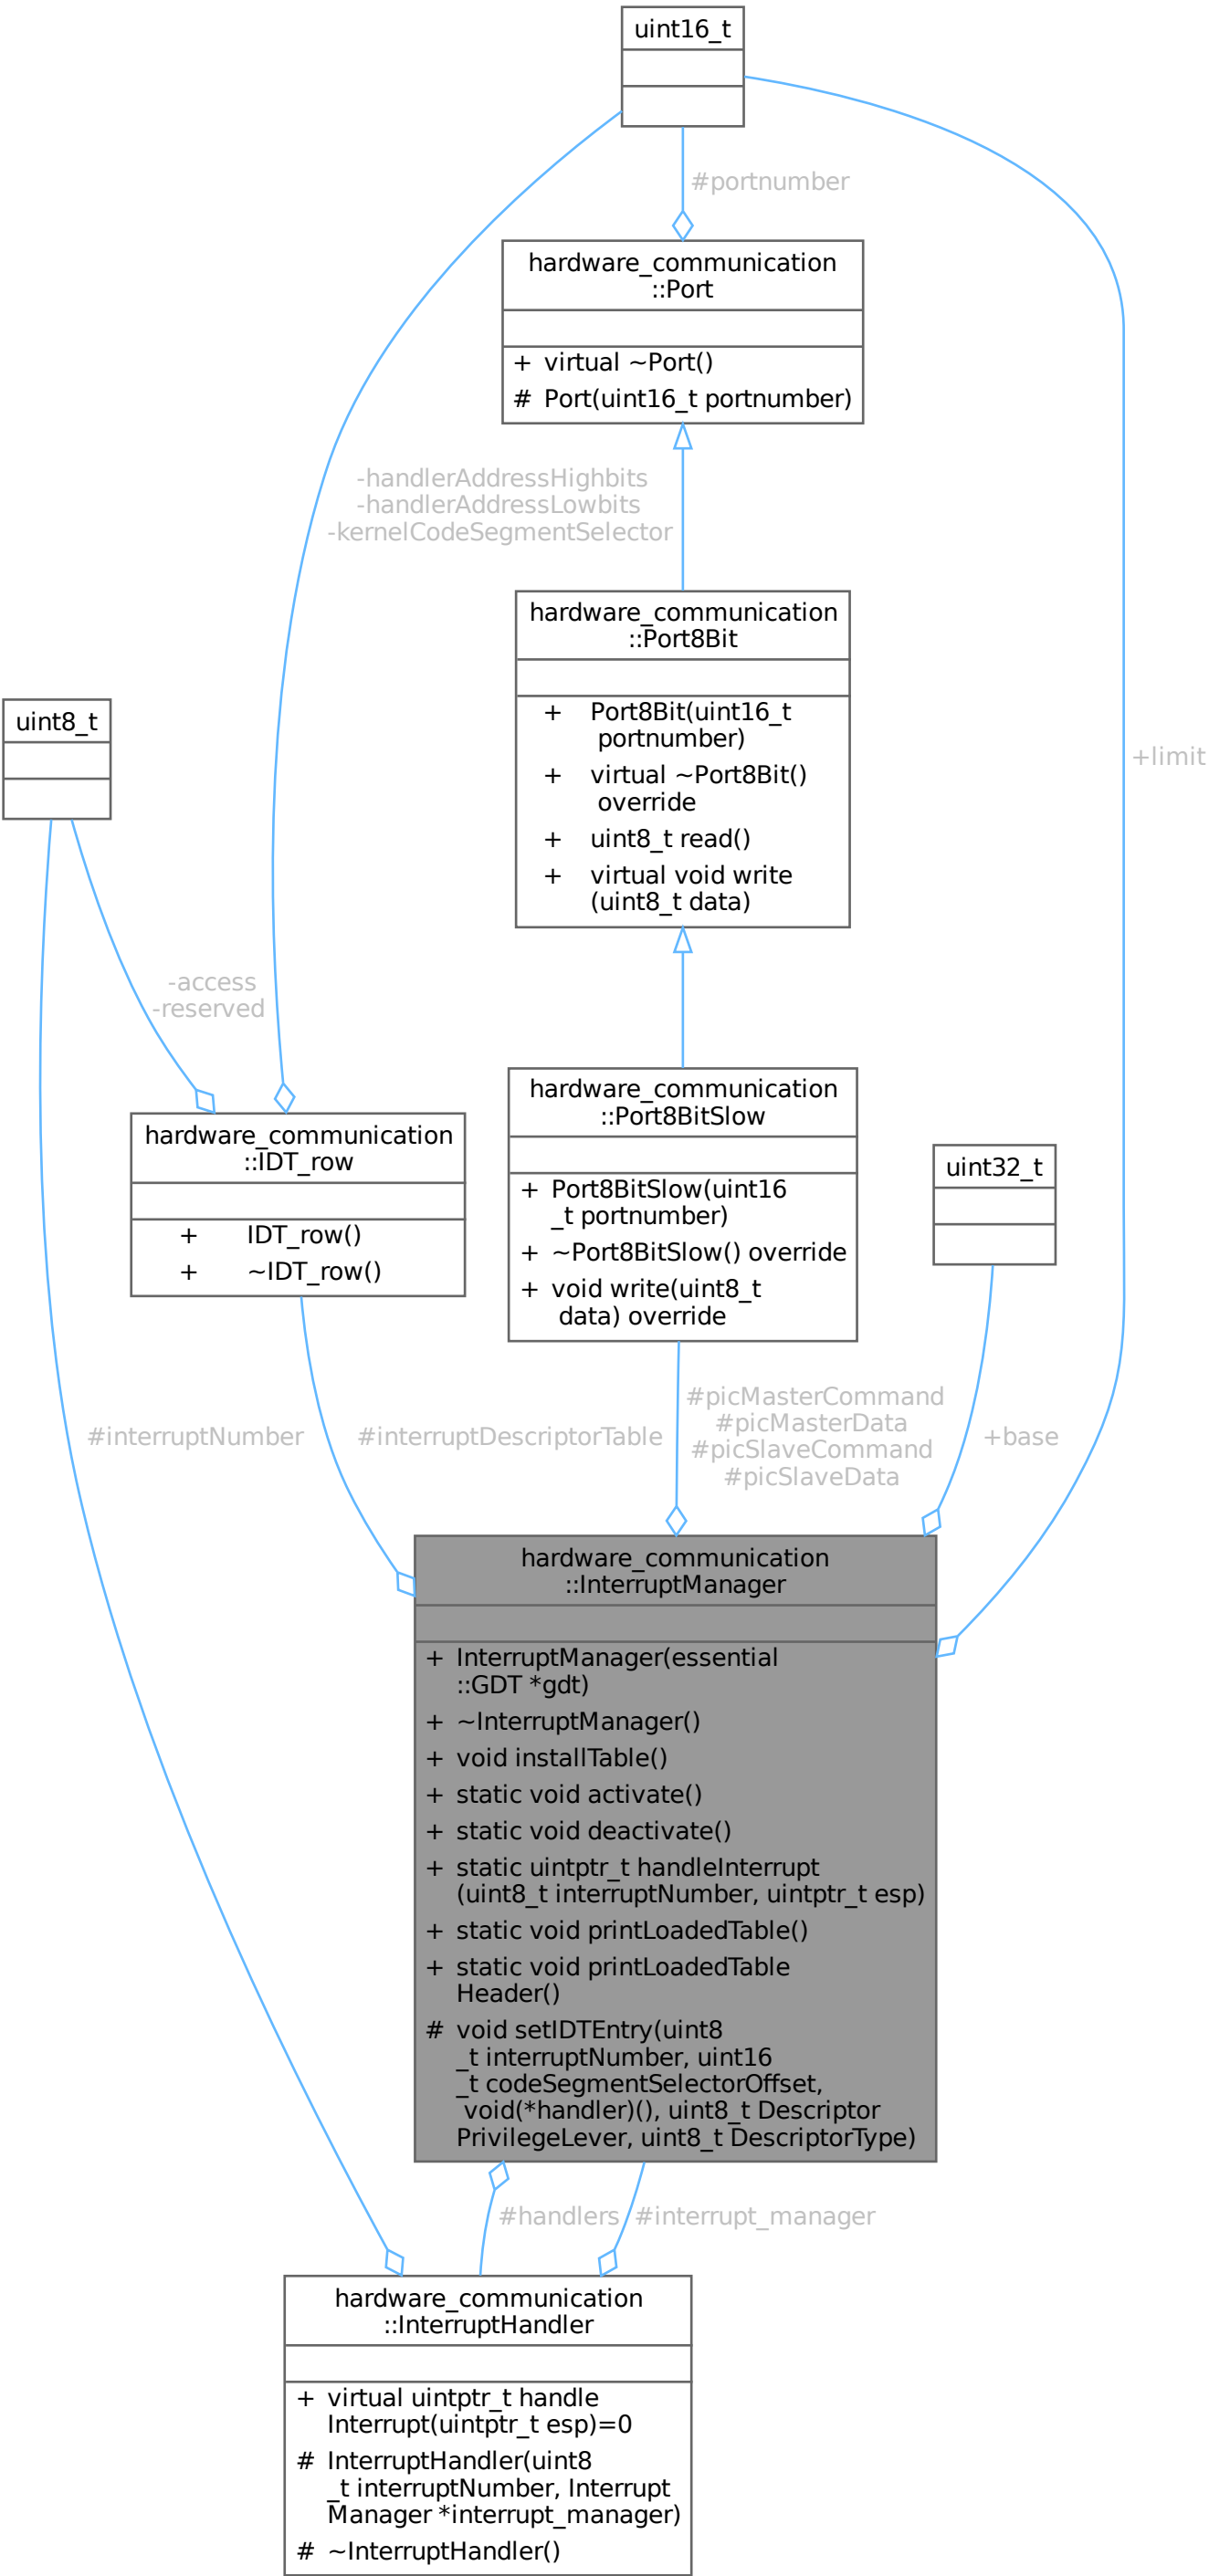 uint16_t
#portnumber
hardware_communication
::Port
+ virtual ~Port()
# Port(uint16_t portnumber)
-handlerAddressHighbits
-handlerAddressLowbits
-kernelCodeSegmentSelector
hardware_communication
::Port8Bit
+ Port8Bit(uint16_t
portnumber)
+ virtual ~Port8Bit()
override
+ uint8_t read()
+ virtual void write
(uint8_t data)
uint8_t
+limit
-access
-reserved
hardware_communication
::Port8BitSlow
+ Port8BitSlow(uint16
_t portnumber)
+ ~Port8BitSlow() override
+ void write(uint8_t
data) override
hardware_communication
::IDT_row
+ IDT_row()
+ ~IDT_row()
uint32_t
#interruptNumber
#interruptDescriptorTable
#picMasterCommand
#picMasterData
#picSlaveCommand
#picSlaveData
+base
hardware_communication
::InterruptManager
+ InterruptManager(essential
::GDT *gdt)
+ ~InterruptManager()
+ void installTable()
+ static void activate()
+ static void deactivate()
+ static uintptr_t handleInterrupt
(uint8_t interruptNumber, uintptr_t esp)
+ static void printLoadedTable()
+ static void printLoadedTable
Header()
# void setIDTEntry(uint8
_t interruptNumber, uint16
_t codeSegmentSelectorOffset,
void(*handler)(), uint8_t Descriptor
PrivilegeLever, uint8_t DescriptorType)
#handlers
#interrupt_manager
hardware_communication
::InterruptHandler
+ virtual uintptr_t handle
Interrupt(uintptr_t esp)=0
# InterruptHandler(uint8
_t interruptNumber, Interrupt
Manager *interrupt_manager)
# ~InterruptHandler()